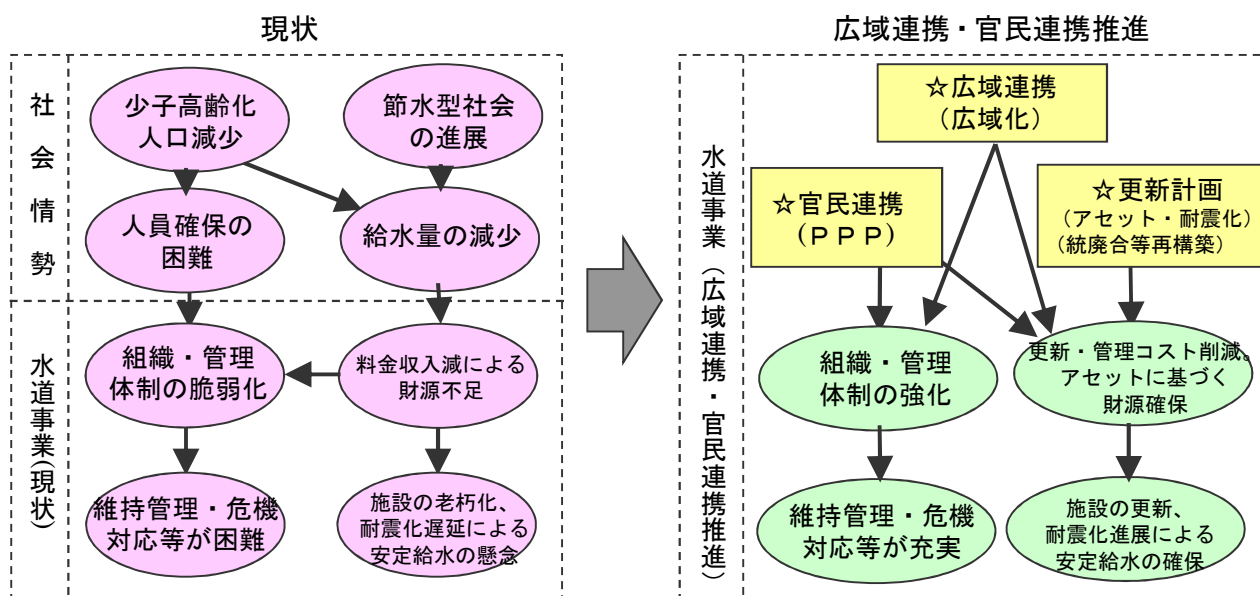 現状
社会情勢
少子高齢化
人口減少
節水型社会
の進展
人員確保の
困難
給水量の減少
水道事業(現状)
組織・管理
体制の脆弱化
料金収入減による
財源不足
維持管理・危機
対応等が困難
施設の老朽化、
耐震化遅延による
安定給水の懸念
広域連携・官民連携推進
水道事業(広域連携・官民連携推進)
☆広域連携
(広域化)
☆官民連携
(PPP)
☆更新計画
(アセット・耐震化)
(統廃合等再構築)
組織・管理
体制の強化
更新・管理コスト削減。
アセットに基づく
財源確保
維持管理・危機
対応等が充実
施設の更新、
耐震化進展による
安定給水の確保